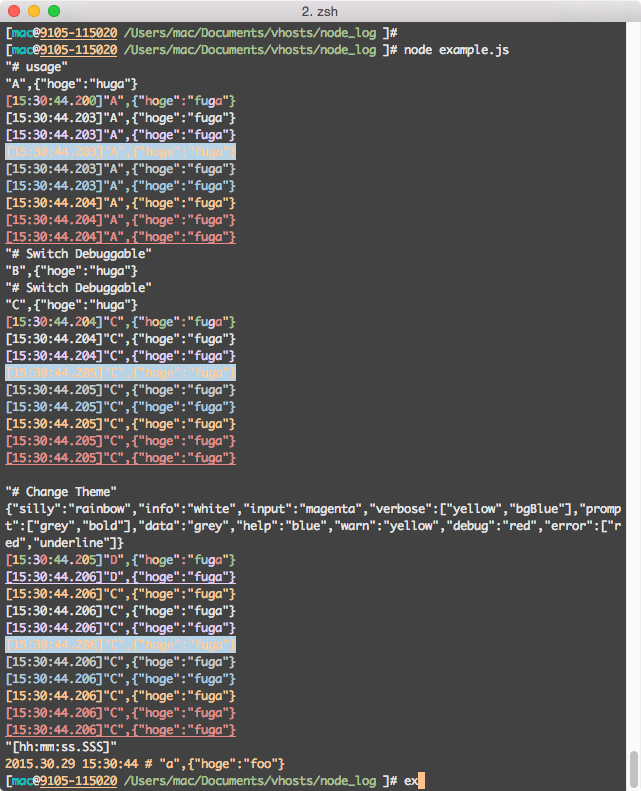 2. zsh
[mac@9105-115020 /Users/mac/Documents/vhosts/node_log ]#
[mac@9105-115020 /Users/mac/Documents/vhosts/node_log ]# node example.js
"# usage"
"A",{"hoge":"huga"}
[15:30:44.200]"A",{"hoge":"fuga"}
[15:30:44.203]"A",{"hoge":"fuga"}
[15:30:44.203]"A",{"hoge":"fuga"}
[15:30:44.203]"A",{"hoge":"fuga"}
[15:30:44.203]"A",{"hoge":"fuga"}
[15:30:44.203]"A",{"hoge":"fuga"}
[15:30:44.204]"A",{"hoge":"fuga"}
[15:30:44.204]"A",{"hoge":"fuga"}
[15:30:44.204]"A",{"hoge":"fuga"}
"# Switch Debuggable"
"B",{"hoge":"huga"}
"# Switch Debuggable"
"C",{"hoge":"huga"}
[15:30:44.204]"C",{"hoge":"fuga"}
[15:30:44.204]"C",{"hoge":"fuga"}
[15:30:44.204]"C",{"hoge":"fuga"}
[15:30:44.205]"C",{"hoge":"fuga"}
[15:30:44.205]"C",{"hoge":"fuga"}
[15:30:44.205]"C",{"hoge":"fuga"}
[15:30:44.205]"C",{"hoge":"fuga"}
[15:30:44.205]"C",{"hoge":"fuga"}
[15:30:44.205]"C",{"hoge":"fuga"}
"# Change Theme"
{"silly":"rainbow","info":"white","input":"magenta","verbose":["yellow","bgBlue"],"promp
t":["grey","bold"],"data":"grey","help":"blue","warn":"yellow","debug":"red","error":["r
ed","underline"]}
[15:30:44.205]"D",{"hoge":"fuga"}
[15:30:44.206]"D",{"hoge":"fuga"}
[15:30:44.206]"C",{"hoge":"fuga"}
[15:30:44.206]"C",{"hoge":"fuga"}
[15:30:44.206]"C",{"hoge":"fuga"}
[15:30:44.206]"C",{"hoge":"fuga"}
[15:30:44.206]"C",{"hoge":"fuga"}
[15:30:44.206]"C",{"hoge":"fuga"}
[15:30:44.206]"C",{"hoge":"fuga"}
[15:30:44.206]"C",{"hoge":"fuga"}
[15:30:44.206]"C",{"hoge":"fuga"}
"[hh:mm:ss.SSS]"
2015.30.29 15:30:44 # "a",{"hoge":"foo"}
[mac@9105-115020 /Users/mac/Documents/vhosts/node_log ]# ex